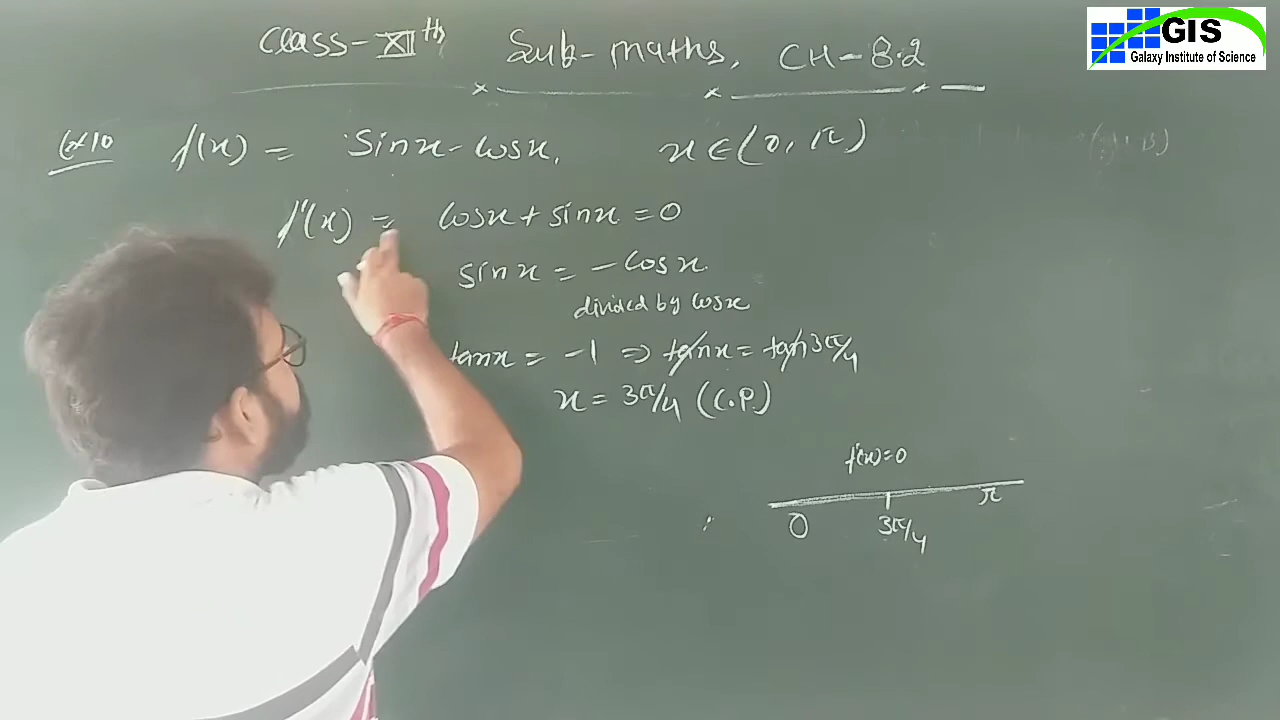 GIS
Galaxy Institute of Science
Class-XIIth Sub-maths, CH-8.2
Ex10 f(x) = Sinx-Cosx, x∈(0,π)
f'(x) = Cosx + sinx = 0
sinx = -Cosx.
divided by Cosx
tanx = -1 ⇒ tanx = tan3π/4
x = 3π/4 (C.P.)
f'(x)=0
0 3π/4 π